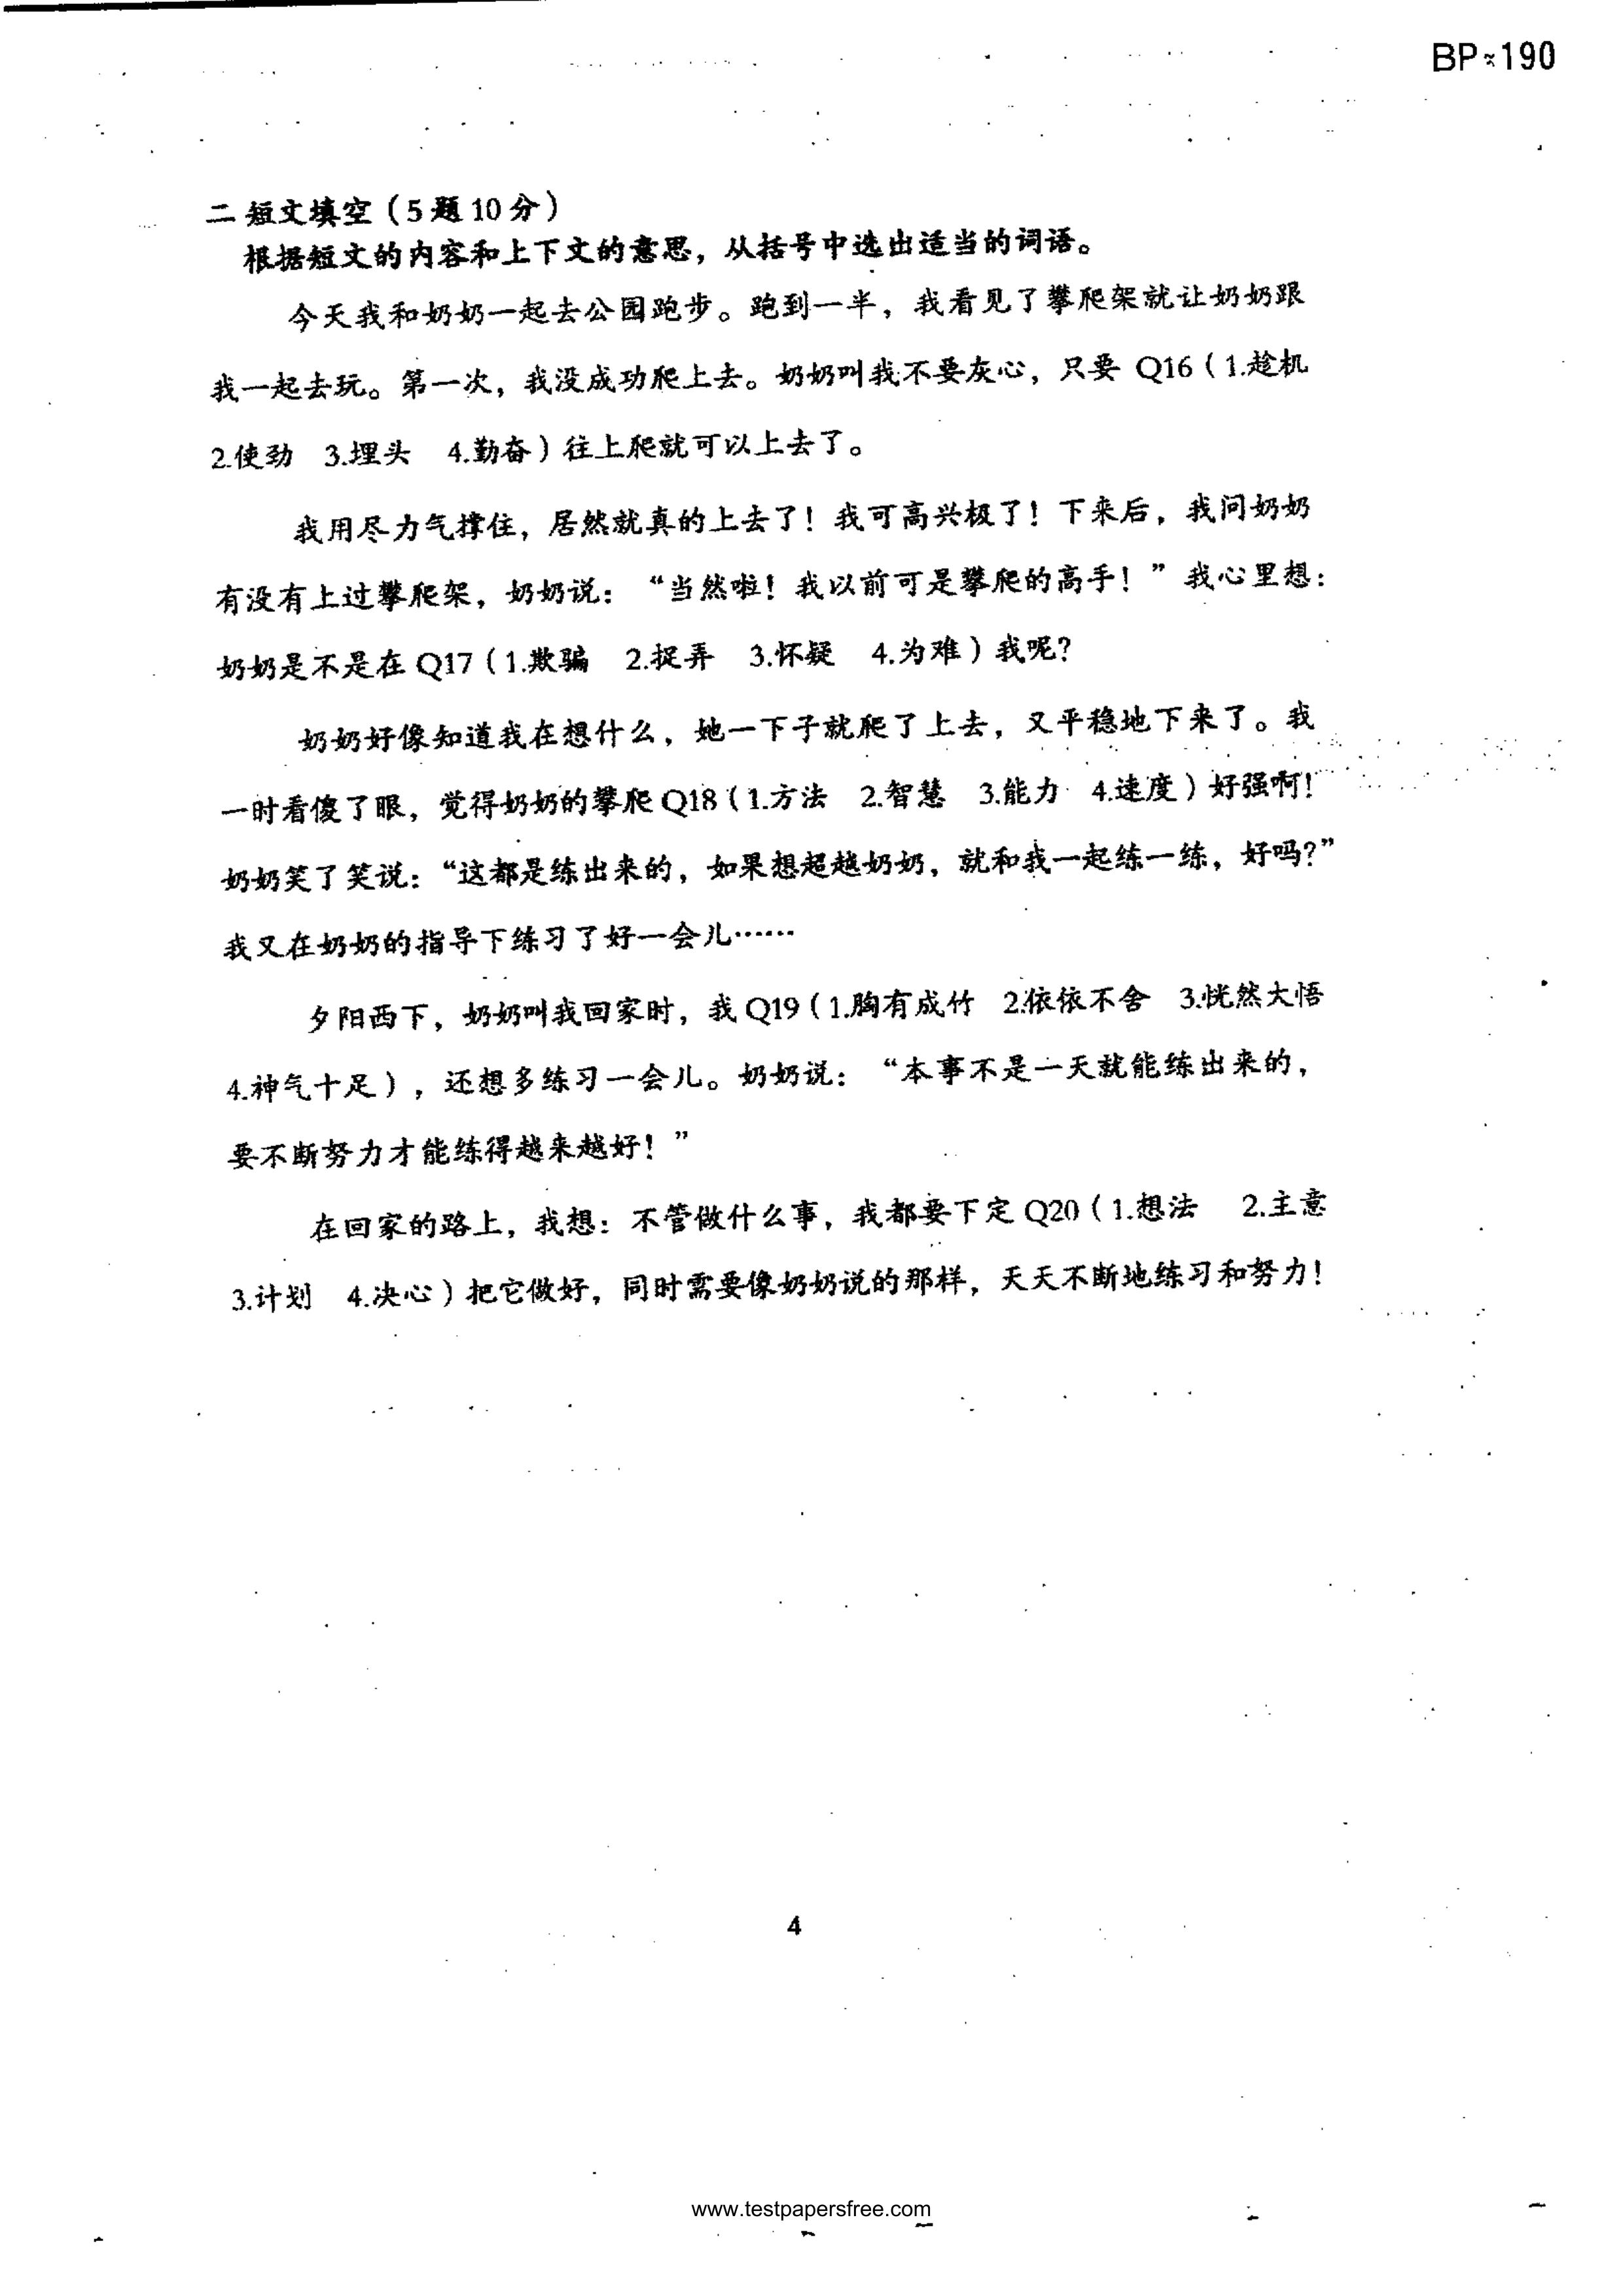 BP~190
二 短文填空（5题10分）
根据短文的内容和上下文的意思，从括号中选出适当的词语。
今天我和奶奶一起去公园跑步。跑到一半，我看见了攀爬架就让奶奶跟
我一起去玩。第一次，我没成功爬上去。奶奶叫我不要灰心，只要 Q16（1.趁机
2.使劲 3.埋头 4.勤奋）往上爬就可以上去了。
我用尽力气撑住，居然就真的上去了！我可高兴极了！下来后，我问奶奶
有没有上过攀爬架，奶奶说：“当然啦！我以前可是攀爬的高手！”我心里想：
奶奶是不是在 Q17（1.欺骗 2.捉弄 3.怀疑 4.为难）我呢？
奶奶好像知道我在想什么，她一下子就爬了上去，又平稳地下来了。我
一时看傻了眼，觉得奶奶的攀爬 Q18（1.方法 2.智慧 3.能力 4.速度）好强啊！
奶奶笑了笑说：“这都是练出来的，如果想超越奶奶，就和我一起练一练，好吗？”
我又在奶奶的指导下练习了好一会儿……
夕阳西下，奶奶叫我回家时，我 Q19（1.胸有成竹 2.依依不舍 3.恍然大悟
4.神气十足），还想多练习一会儿。奶奶说：“本事不是一天就能练出来的，
要不断努力才能练得越来越好！”
在回家的路上，我想：不管做什么事，我都要下定 Q20（1.想法 2.主意
3.计划 4.决心）把它做好，同时需要像奶奶说的那样，天天不断地练习和努力！
4
www.testpapersfree.com